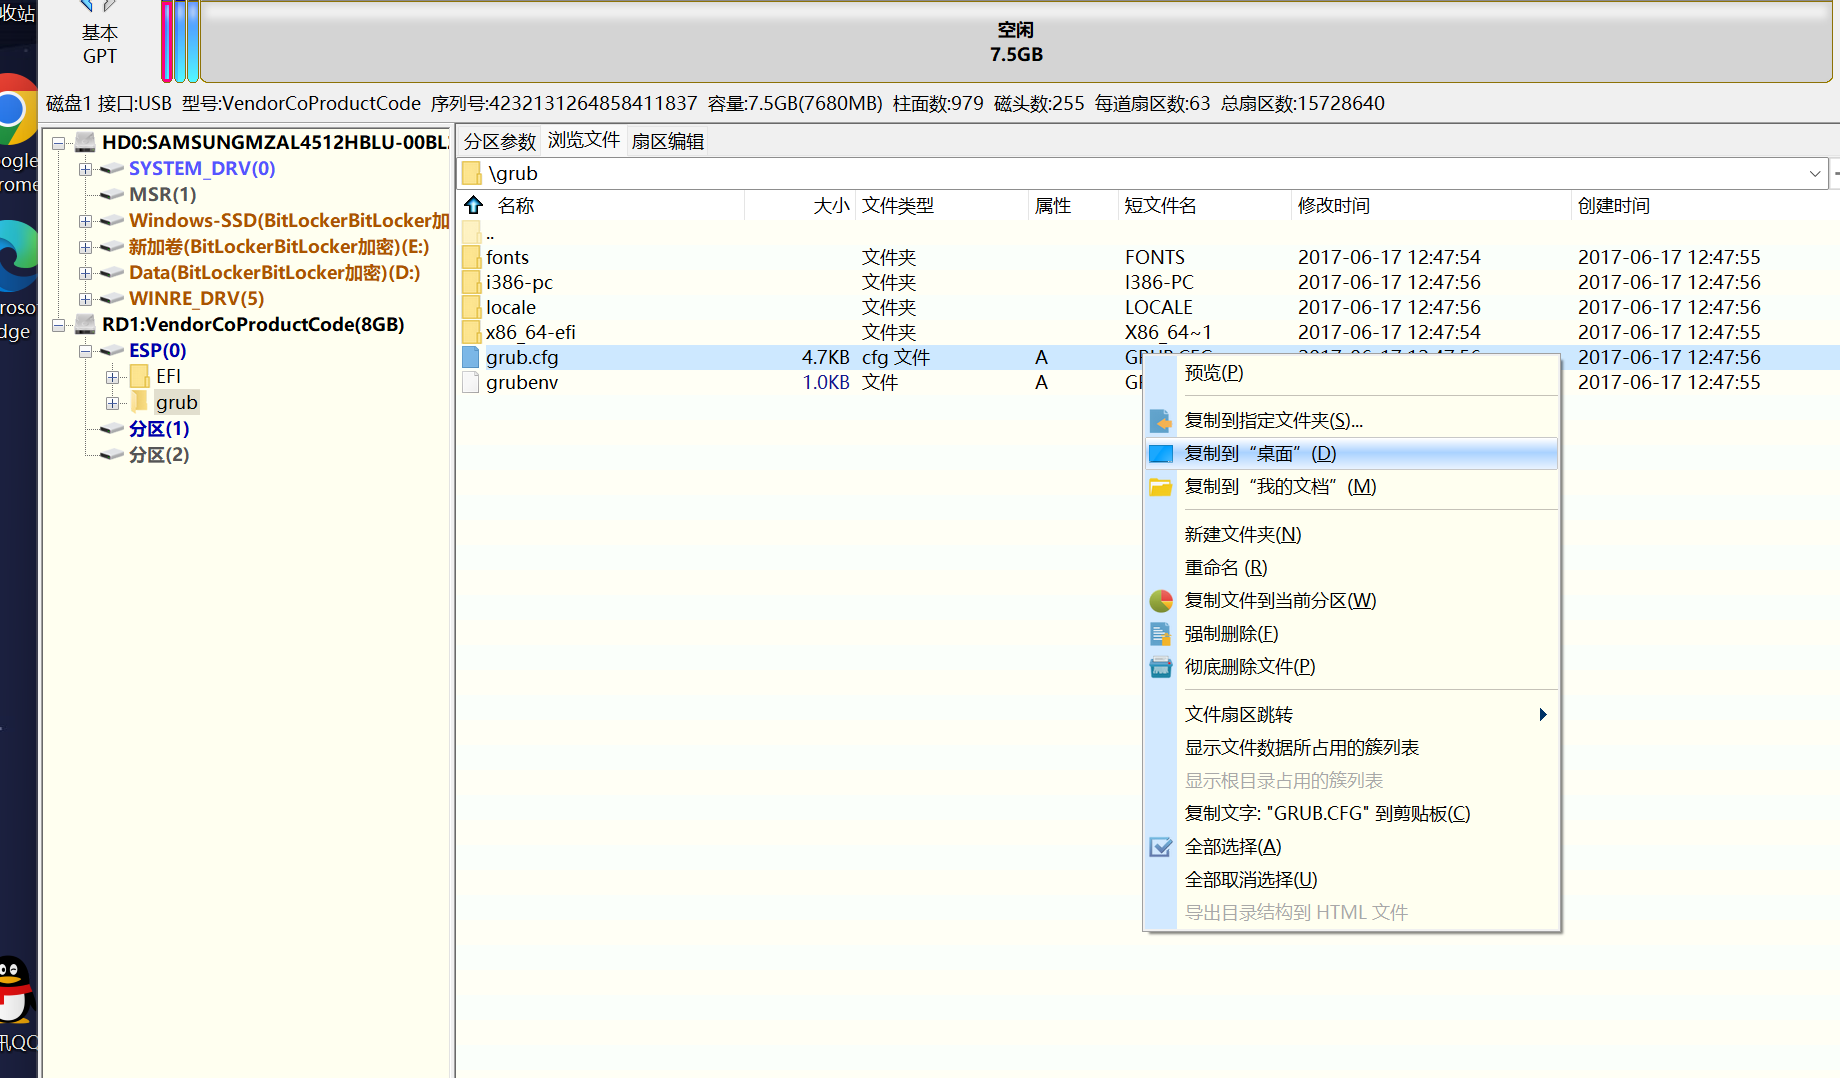 收站
基本
GPT
空闲
7.5GB
磁盘1 接口:USB 型号:VendorCoProductCode 序列号:4232131264858411837 容量:7.5GB(7680MB) 柱面数:979 磁头数:255 每道扇区数:63 总扇区数:15728640
ogle
rome
rosof
dge
讯QQ
HD0:SAMSUNGMZAL4512HBLU-00BL
SYSTEM_DRV(0)
MSR(1)
Windows-SSD(BitLockerBitLocker加
新加卷(BitLockerBitLocker加密)(E:)
Data(BitLockerBitLocker加密)(D:)
WINRE_DRV(5)
RD1:VendorCoProductCode(8GB)
ESP(0)
EFI
grub
分区(1)
分区(2)
分区参数 浏览文件 扇区编辑
\grub
名称 大小 文件类型 属性 短文件名 修改时间 创建时间
..
fonts 文件夹 FONTS 2017-06-17 12:47:54 2017-06-17 12:47:55
i386-pc 文件夹 I386-PC 2017-06-17 12:47:56 2017-06-17 12:47:56
locale 文件夹 LOCALE 2017-06-17 12:47:56 2017-06-17 12:47:56
x86_64-efi 文件夹 X86_64~1 2017-06-17 12:47:54 2017-06-17 12:47:55
grub.cfg 4.7KB cfg 文件 A GRUB.CFG 2017-06-17 12:47:56 2017-06-17 12:47:56
grubenv 1.0KB 文件 A GI 2017-06-17 12:47:55
预览(P)
复制到指定文件夹(S)...
复制到“桌面”(D)
复制到“我的文档”(M)
新建文件夹(N)
重命名 (R)
复制文件到当前分区(W)
强制删除(F)
彻底删除文件(P)
文件扇区跳转
显示文件数据所占用的簇列表
显示根目录占用的簇列表
复制文字: "GRUB.CFG" 到剪贴板(C)
全部选择(A)
全部取消选择(U)
导出目录结构到 HTML 文件